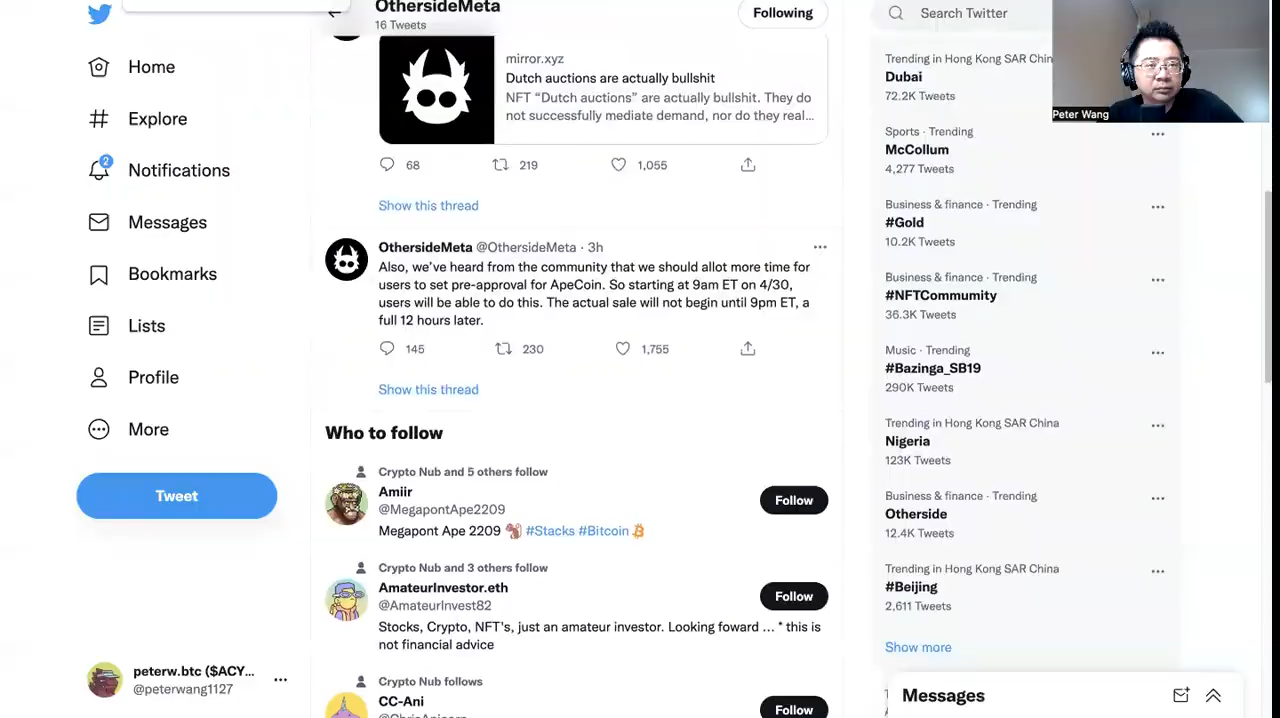 Home
Explore
2
Notifications
Messages
Bookmarks
Lists
Profile
More
Tweet
peterw.btc ($ACY...
@peterwang1127
OthersideMeta
16 Tweets
Following
mirror.xyz
Dutch auctions are actually bullshit
NFT “Dutch auctions” are actually bullshit. They do
not successfully mediate demand, nor do they real...
68
219
1,055
Show this thread
OthersideMeta @OthersideMeta · 3h
Also, we’ve heard from the community that we should allot more time for
users to set pre-approval for ApeCoin. So starting at 9am ET on 4/30,
users will be able to do this. The actual sale will not begin until 9pm ET, a
full 12 hours later.
145
230
1,755
Show this thread
Who to follow
Crypto Nub and 5 others follow
Amiir
@MegapontApe2209
Follow
Megapont Ape 2209 #Stacks #Bitcoin
Crypto Nub and 3 others follow
AmateurInvestor.eth
@AmateurInvest82
Follow
Stocks, Crypto, NFT's, just an amateur investor. Looking foward ... * this is
not financial advice
Crypto Nub follows
CC-Ani
Follow
Search Twitter
Trending in Hong Kong SAR Chin
Dubai
72.2K Tweets
Sports · Trending
McCollum
4,277 Tweets
Business & finance · Trending
#Gold
10.2K Tweets
Business & finance · Trending
#NFTCommumity
36.3K Tweets
Music · Trending
#Bazinga_SB19
290K Tweets
Trending in Hong Kong SAR China
Nigeria
123K Tweets
Business & finance · Trending
Otherside
12.4K Tweets
Trending in Hong Kong SAR China
#Beijing
2,611 Tweets
Show more
Messages
Peter Wang